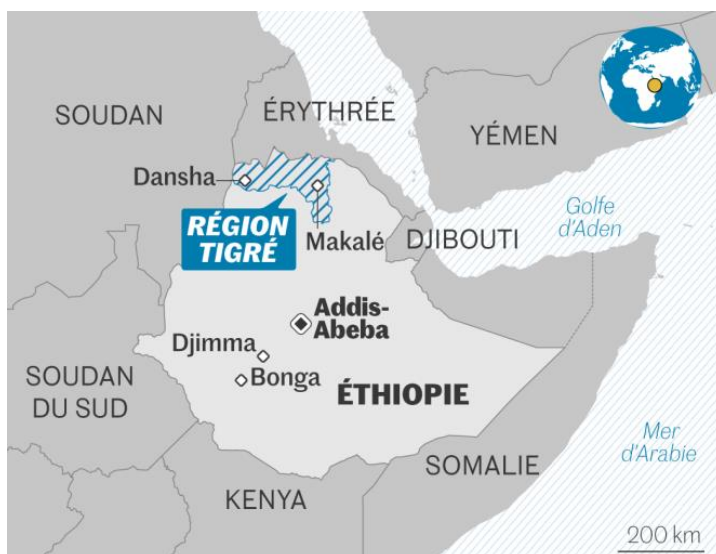 SOUDAN
ÉRYTHRÉE
YÉMEN
Dansha
RÉGION
TIGRÉ
Makalé
DJIBOUTI
Golfe
d'Aden
Addis-
Abeba
Djimma
Bonga
SOUDAN
DU SUD
ÉTHIOPIE
Mer
d'Arabie
SOMALIE
KENYA
200 km